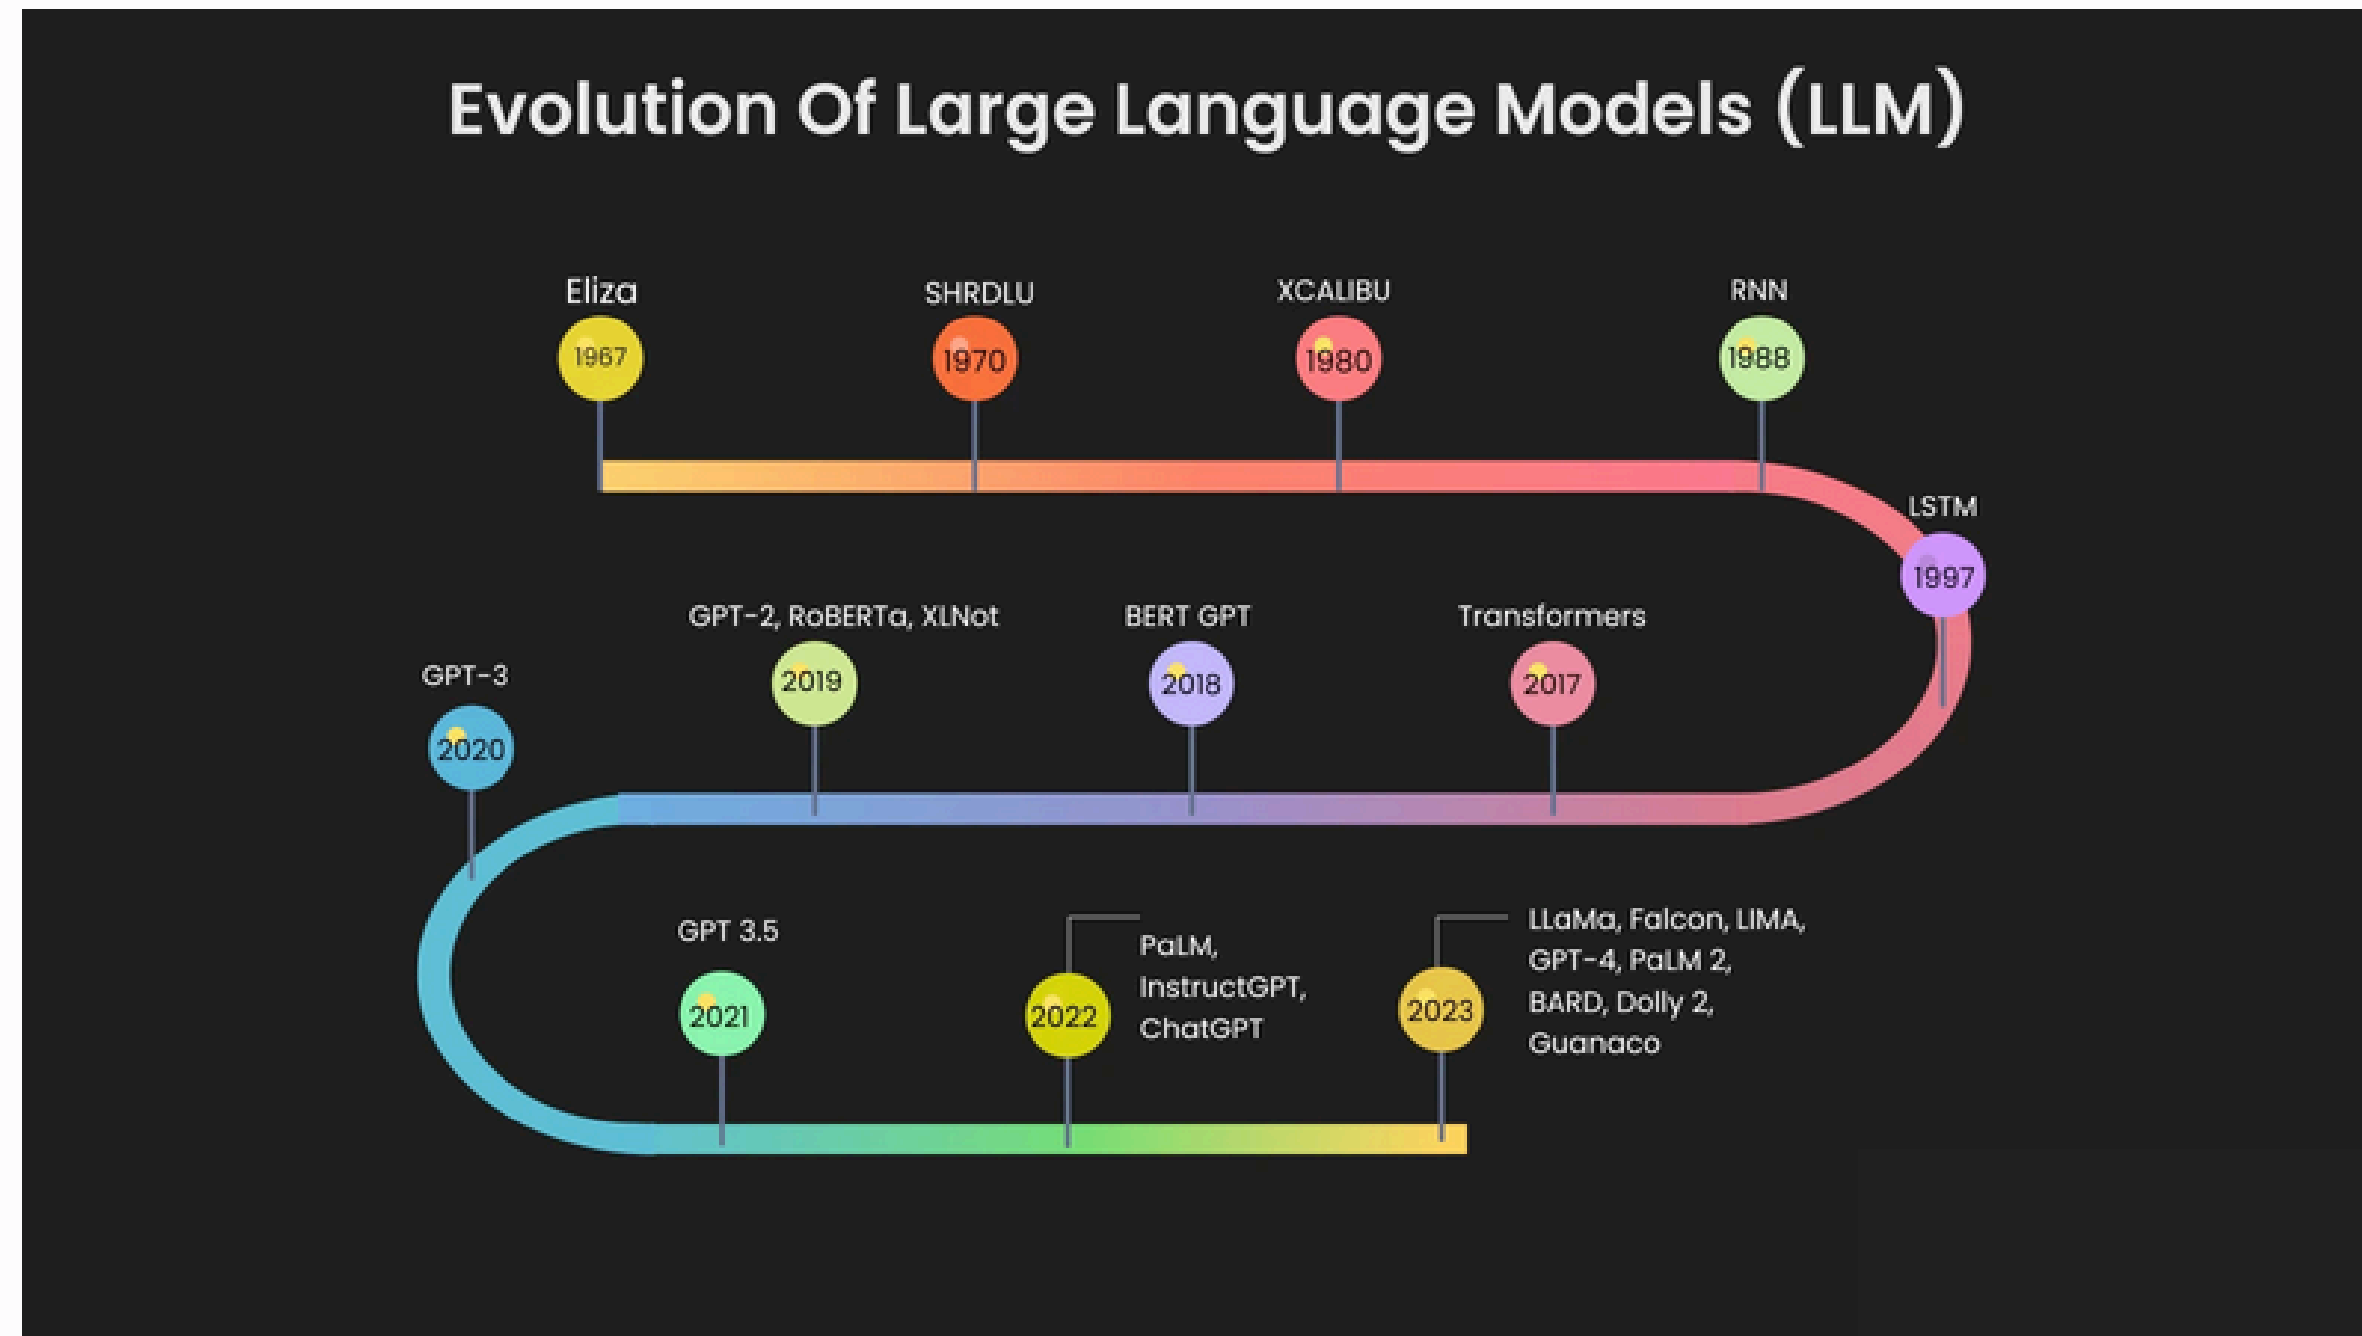 Evolution Of Large Language Models (LLM)
Eliza
1967
SHRDLU
1970
XCALIBU
1980
RNN
1988
LSTM
1997
Transformers
2017
BERT GPT
2018
GPT-2, RoBERTa, XLNot
2019
GPT-3
2020
GPT 3.5
2021
2022
PaLM,
InstructGPT,
ChatGPT
2023
LLaMa, Falcon, LIMA,
GPT-4, PaLM 2,
BARD, Dolly 2,
Guanaco